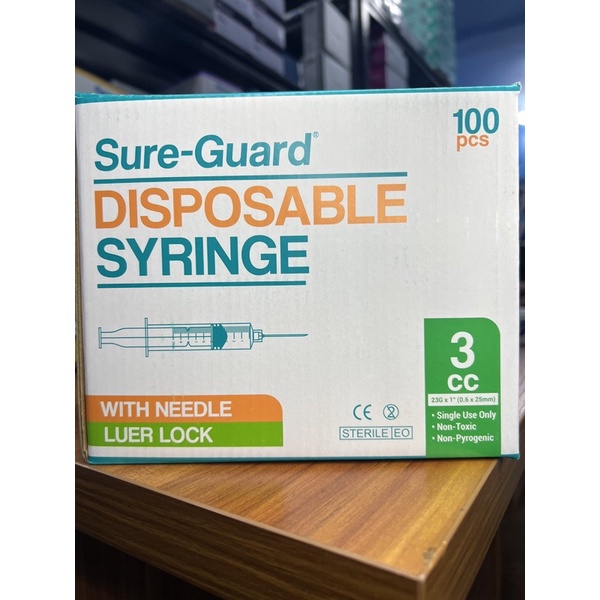 Sure-Guard®
DISPOSABLE
SYRINGE
100
pcs
WITH NEEDLE
LUER LOCK
CE
STERILE EO
3
CC
23G x 1" (0.6 x 25mm)
• Single Use Only
• Non-Toxic
• Non-Pyrogenic